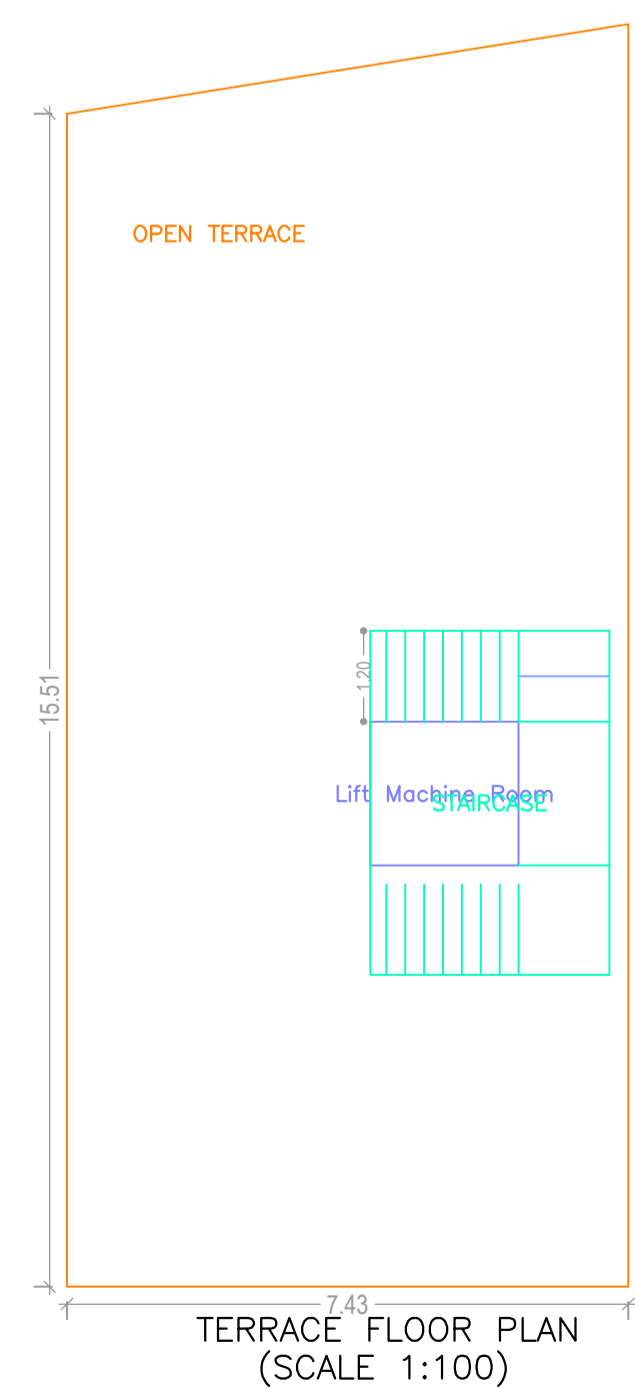 OPEN TERRACE
1.20
15.51
Lift Machine Room
STAIRCASE
7.43
TERRACE FLOOR PLAN
(SCALE 1:100)